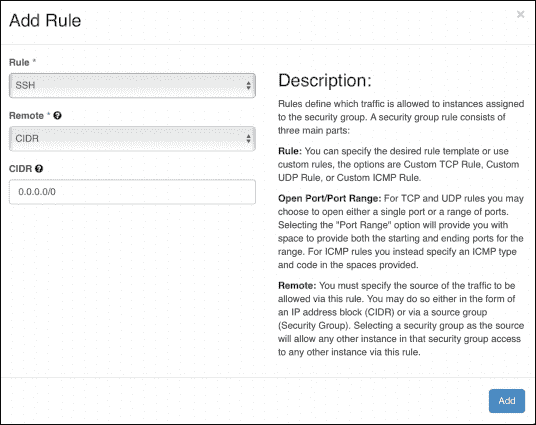 Add Rule
×
Rule *
SSH
Remote * ?
CIDR
CIDR ?
0.0.0.0/0
Description:
Rules define which traffic is allowed to instances assigned
to the security group. A security group rule consists of
three main parts:
Rule: You can specify the desired rule template or use
custom rules, the options are Custom TCP Rule, Custom
UDP Rule, or Custom ICMP Rule.
Open Port/Port Range: For TCP and UDP rules you may
choose to open either a single port or a range of ports.
Selecting the "Port Range" option will provide you with
space to provide both the starting and ending ports for the
range. For ICMP rules you instead specify an ICMP type
and code in the spaces provided.
Remote: You must specify the source of the traffic to be
allowed via this rule. You may do so either in the form of
an IP address block (CIDR) or via a source group
(Security Group). Selecting a security group as the source
will allow any other instance in that security group access
to any other instance via this rule.
Add